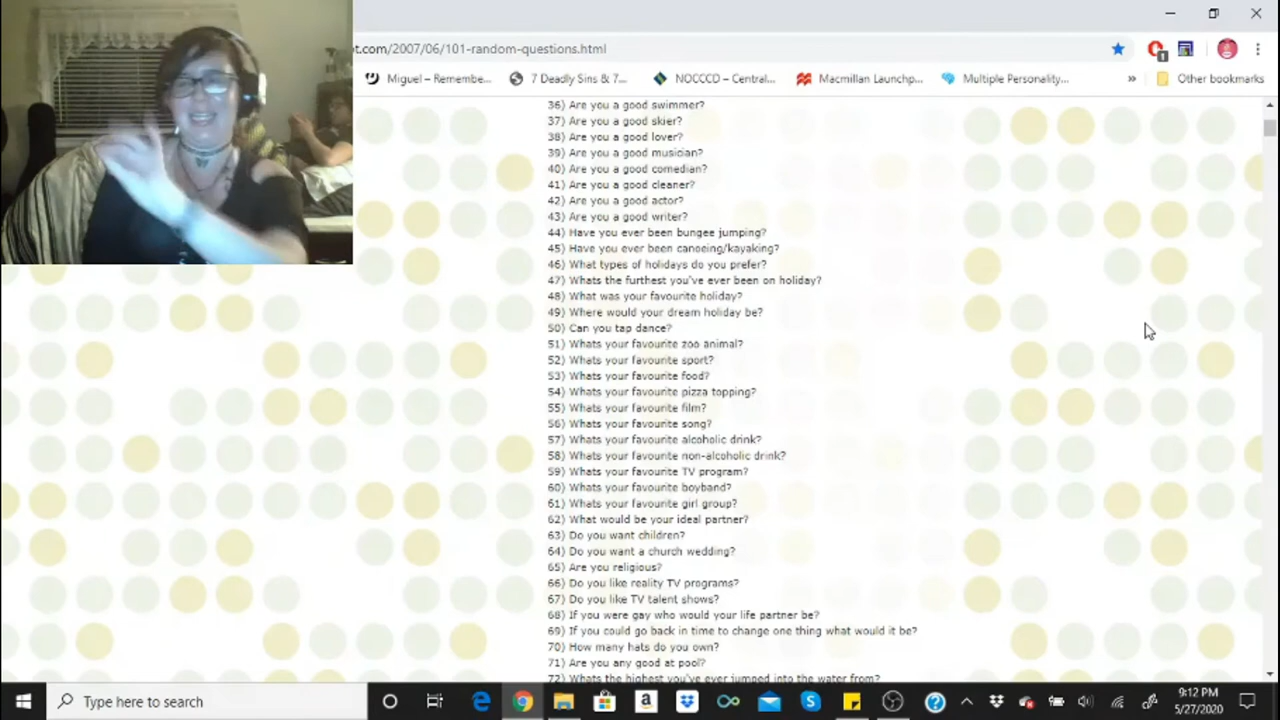 t.com/2007/06/101-random-questions.html
1
Miguel – Remembe...
7 Deadly Sins & 7...
NOCCCD – Central...
Macmillan Launchp...
Multiple Personality...
»
Other bookmarks
36) Are you a good swimmer?
37) Are you a good skier?
38) Are you a good lover?
39) Are you a good musician?
40) Are you a good comedian?
41) Are you a good cleaner?
42) Are you a good actor?
43) Are you a good writer?
44) Have you ever been bungee jumping?
45) Have you ever been canoeing/kayaking?
46) What types of holidays do you prefer?
47) Whats the furthest you've ever been on holiday?
48) What was your favourite holiday?
49) Where would your dream holiday be?
50) Can you tap dance?
51) Whats your favourite zoo animal?
52) Whats your favourite sport?
53) Whats your favourite food?
54) Whats your favourite pizza topping?
55) Whats your favourite film?
56) Whats your favourite song?
57) Whats your favourite alcoholic drink?
58) Whats your favourite non-alcoholic drink?
59) Whats your favourite TV program?
60) Whats your favourite boyband?
61) Whats your favourite girl group?
62) What would be your ideal partner?
63) Do you want children?
64) Do you want a church wedding?
65) Are you religious?
66) Do you like reality TV programs?
67) Do you like TV talent shows?
68) If you were gay who would your life partner be?
69) If you could go back in time to change one thing what would it be?
70) How many hats do you own?
71) Are you any good at pool?
72) Whats the highest you've ever jumped into the water from?
Type here to search
9:12 PM
5/27/2020